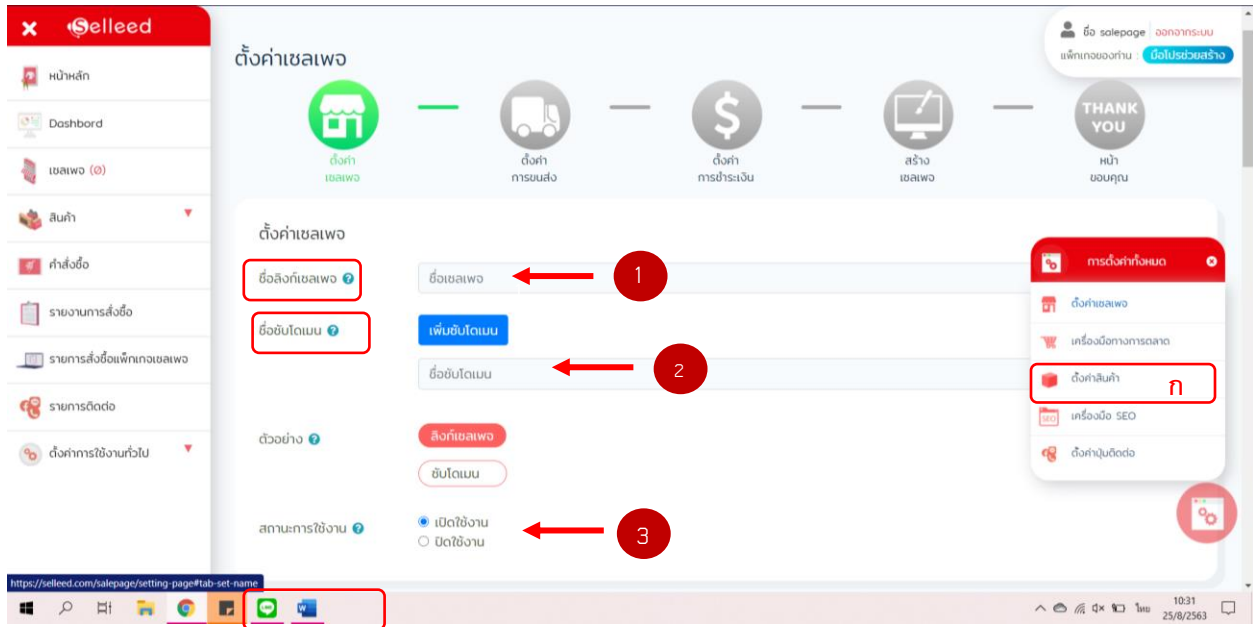 Selleed
หน้าหลัก
Dashbord
เซลเพจ (0)
สินค้า
คำสั่งซื้อ
รายงานการสั่งซื้อ
รายการสั่งซื้อแพ็กเกจเซลเพจ
รายการติดต่อ
ตั้งค่าการใช้งานทั่วไป
ชื่อ salepage ออกจากระบบ
แพ็กเกจของท่าน : มือโปรช่วยสร้าง
ตั้งค่าเซลเพจ
THANK YOU
ตั้งค่า เซลเพจ
ตั้งค่า การขนส่ง
ตั้งค่า การชำระเงิน
สร้าง เซลเพจ
หน้า ขอบคุณ
ตั้งค่าเซลเพจ
ชื่อลิงก์เซลเพจ ?
ชื่อเซลเพจ
1
ชื่อซับโดเมน ?
เพิ่มซับโดเมน
ชื่อซับโดเมน
2
ตัวอย่าง ?
ลิงก์เซลเพจ
ซับโดเมน
สถานะการใช้งาน ?
เปิดใช้งาน
ปิดใช้งาน
3
การตั้งค่าทั้งหมด
ตั้งค่าเซลเพจ
เครื่องมือทางการตลาด
ตั้งค่าสินค้า
ก
SEO
เครื่องมือ SEO
ตั้งค่าปุ่มติดต่อ
https://selleed.com/salepage/setting-page#tab-set-name
ไทย
10:31
25/8/2563